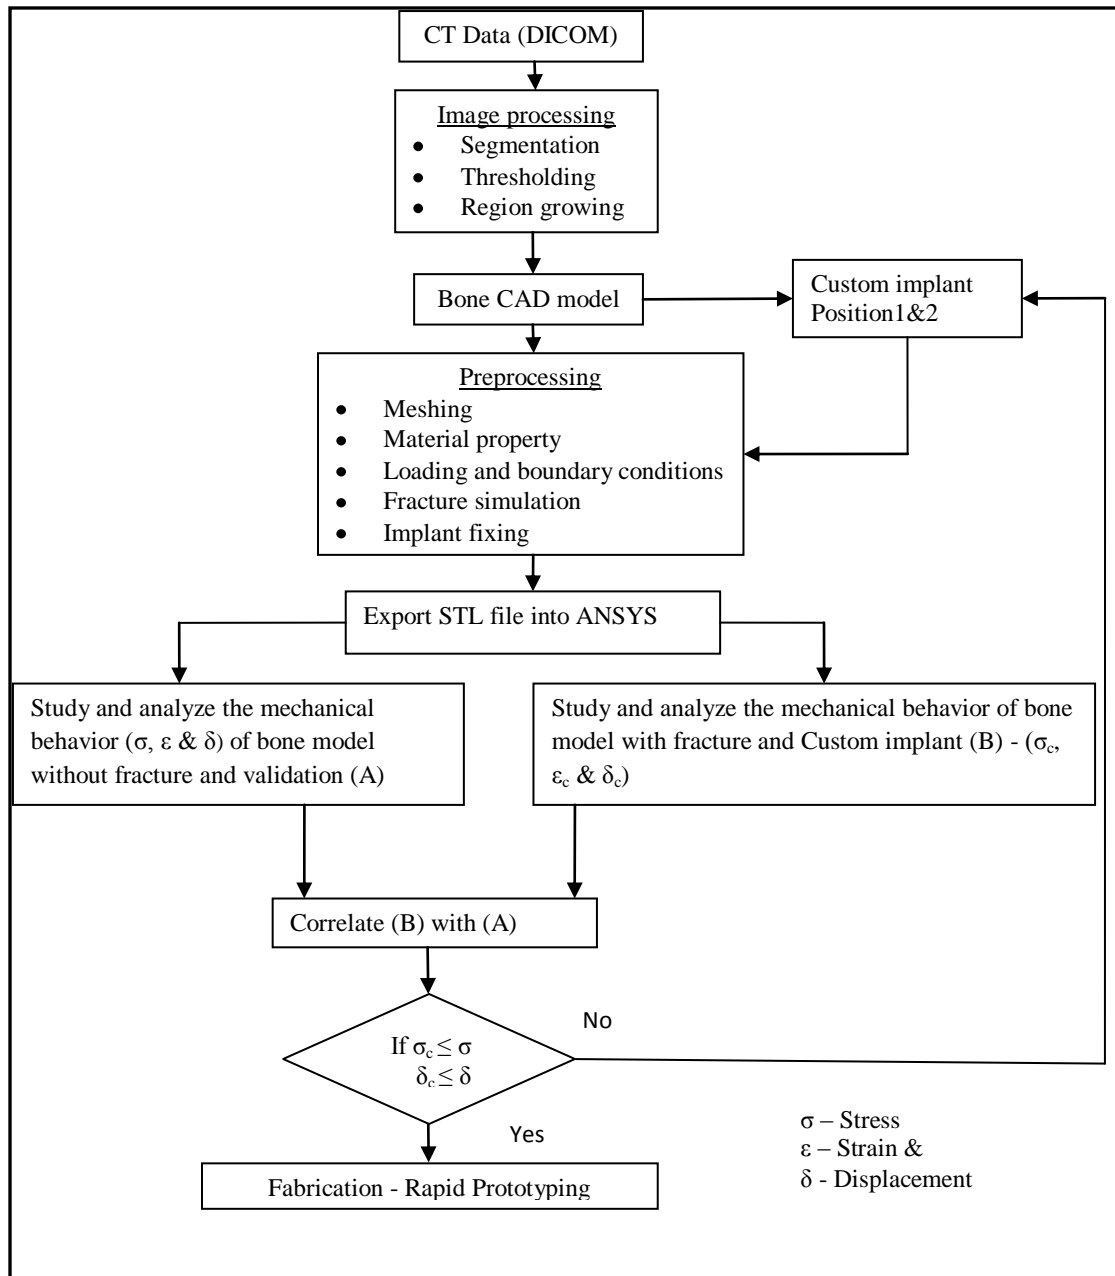 CT Data (DICOM)
Image processing
• Segmentation
• Thresholding
• Region growing
Bone CAD model
Custom implant
Position1&2
Preprocessing
• Meshing
• Material property
• Loading and boundary conditions
• Fracture simulation
• Implant fixing
Export STL file into ANSYS
Study and analyze the mechanical
behavior (σ, ε & δ) of bone model
without fracture and validation (A)
Study and analyze the mechanical behavior of bone
model with fracture and Custom implant (B) - (σc,
εc & δc)
Correlate (B) with (A)
If σc ≤ σ
δc ≤ δ
No
Yes
Fabrication - Rapid Prototyping
σ – Stress
ε – Strain &
δ - Displacement